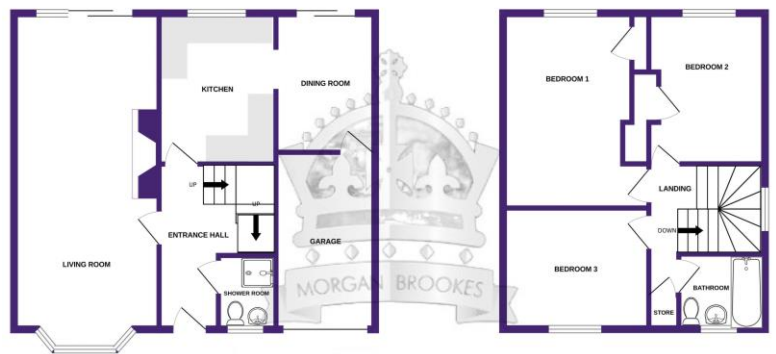 KITCHEN
DINING ROOM
UP
UP
ENTRANCE HALL
GARAGE
LIVING ROOM
SHOWER ROOM
MORGAN BROOKES
BEDROOM 1
BEDROOM 2
LANDING
DOWN
BEDROOM 3
BATHROOM
STORE